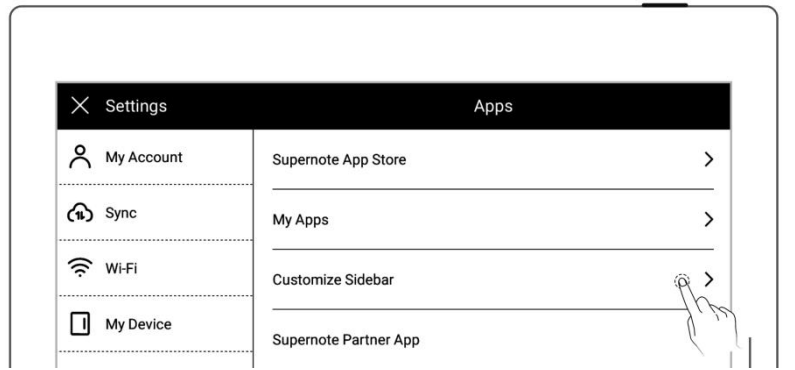 Settings
Apps
My Account
Sync
Wi-Fi
My Device
Supernote App Store
My Apps
Customize Sidebar
Supernote Partner App